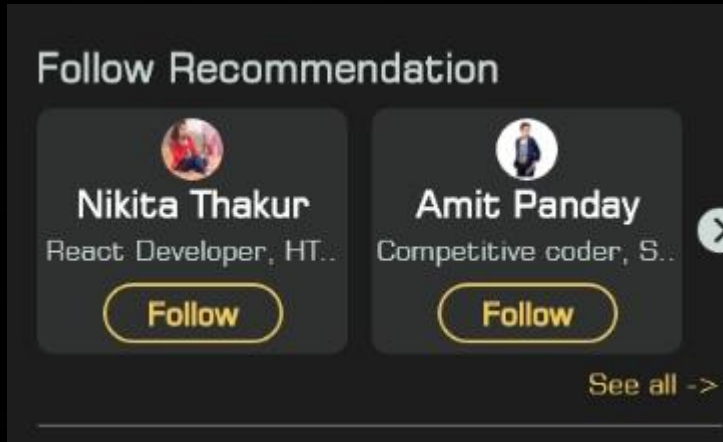 Follow Recommendation
Nikita Thakur
React Developer, HT..
Follow
Amit Panday
Competitive coder, S..
Follow
See all ->